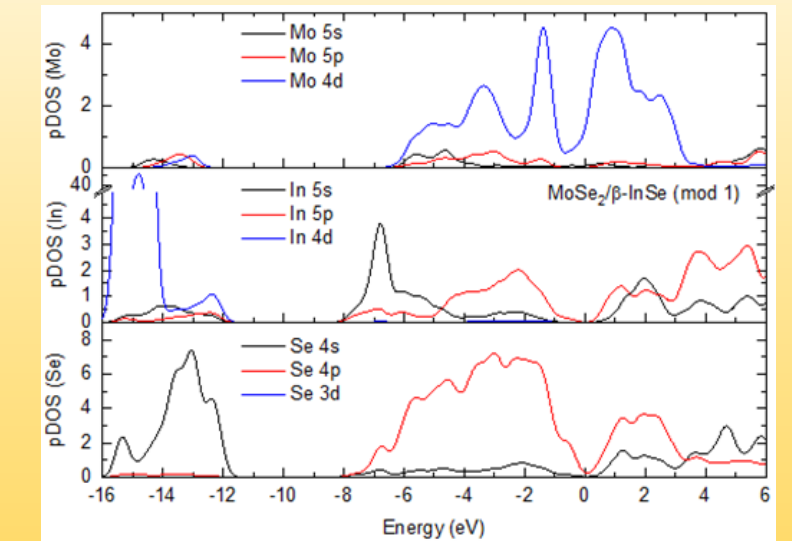 pDOS (Mo)
4
2
0
Mo 5s
Mo 5p
Mo 4d
pDOS (In)
40
4
3
2
1
0
In 5s
In 5p
In 4d
MoSe₂/β-InSe (mod 1)
pDOS (Se)
8
6
4
2
0
Se 4s
Se 4p
Se 3d
-16 -14 -12 -10 -8 -6 -4 -2 0 2 4 6
Energy (eV)